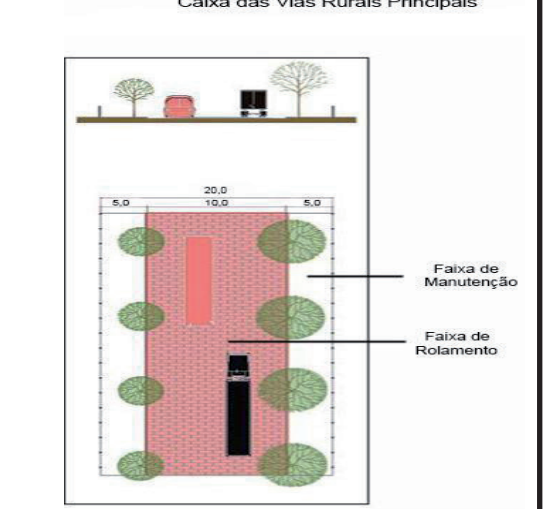 Caixa das Vias Rurais Principais
20,0
5,0 10,0 5,0
Faixa de
Manutenção
Faixa de
Rolamento